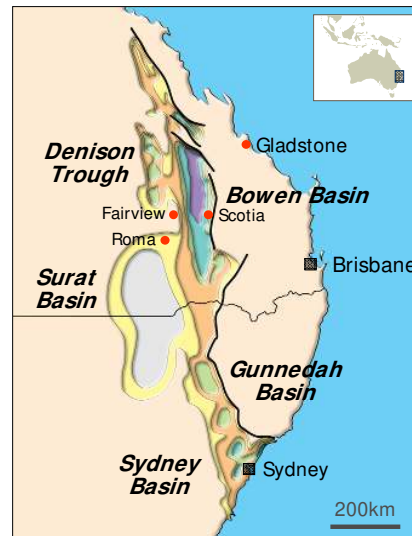 Gladstone
Denison
Trough
Bowen Basin
Fairview
Scotia
Roma
Surat
Basin
Brisbane
Gunnedah
Basin
Sydney
Basin
Sydney
200km